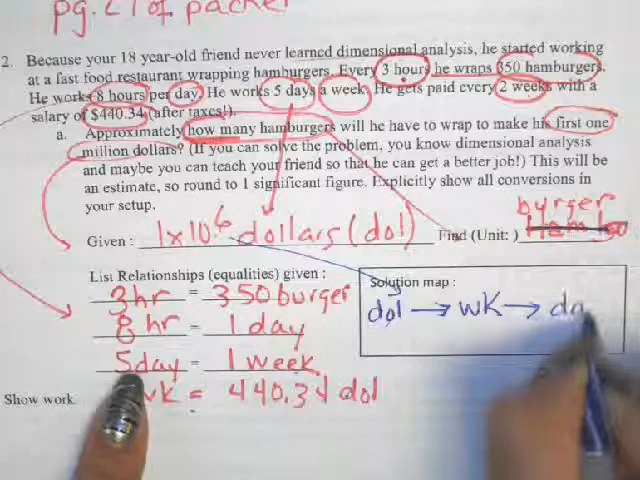 pg. 21 of packet
2. Because your 18 year-old friend never learned dimensional analysis, he started working
at a fast food restaurant wrapping hamburgers. Every 3 hours he wraps 350 hamburgers.
He works 8 hours per day. He works 5 days a week. He gets paid every 2 weeks with a
salary of $440.34 (after taxes!).
a. Approximately how many hamburgers will he have to wrap to make his first one
million dollars? (If you can solve the problem, you know dimensional analysis
and maybe you can teach your friend so that he can get a better job!) This will be
an estimate, so round to 1 significant figure. Explicitly show all conversions in
your setup.
burger
Given : 1x10^6 dollars (dol) Find (Unit:)
List Relationships (equalities) given :
3hr = 350 burger
8 hr = 1 day
5day = 1 week
wk = 440.34 dol
Solution map :
dol → wk → da
Show work